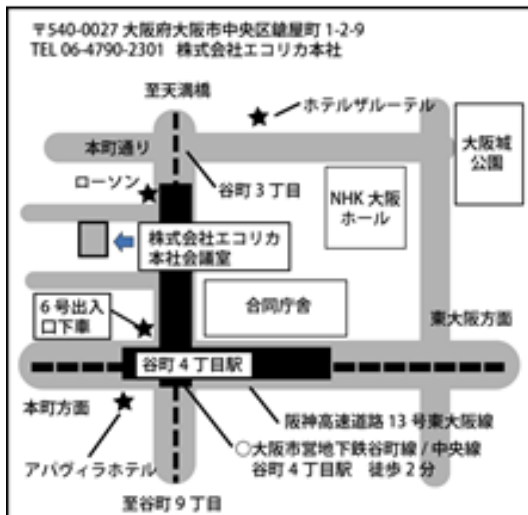 〒540-0027 大阪府大阪市中央区鎗屋町 1-2-9
TEL 06-4790-2301 株式会社エコリカ本社
至天満橋
ホテルザルーテル
本町通り
大阪城
公園
ローソン
谷町 3 丁目
NHK 大阪
ホール
株式会社エコリカ
本社会議室
6 号出入
口下車
合同庁舎
東大阪方面
谷町 4 丁目駅
本町方面
阪神高速道路 13 号東大阪線
○大阪市営地下鉄谷町線 / 中央線
谷町 4 丁目駅 徒歩 2 分
アパヴィラホテル
至谷町 9 丁目